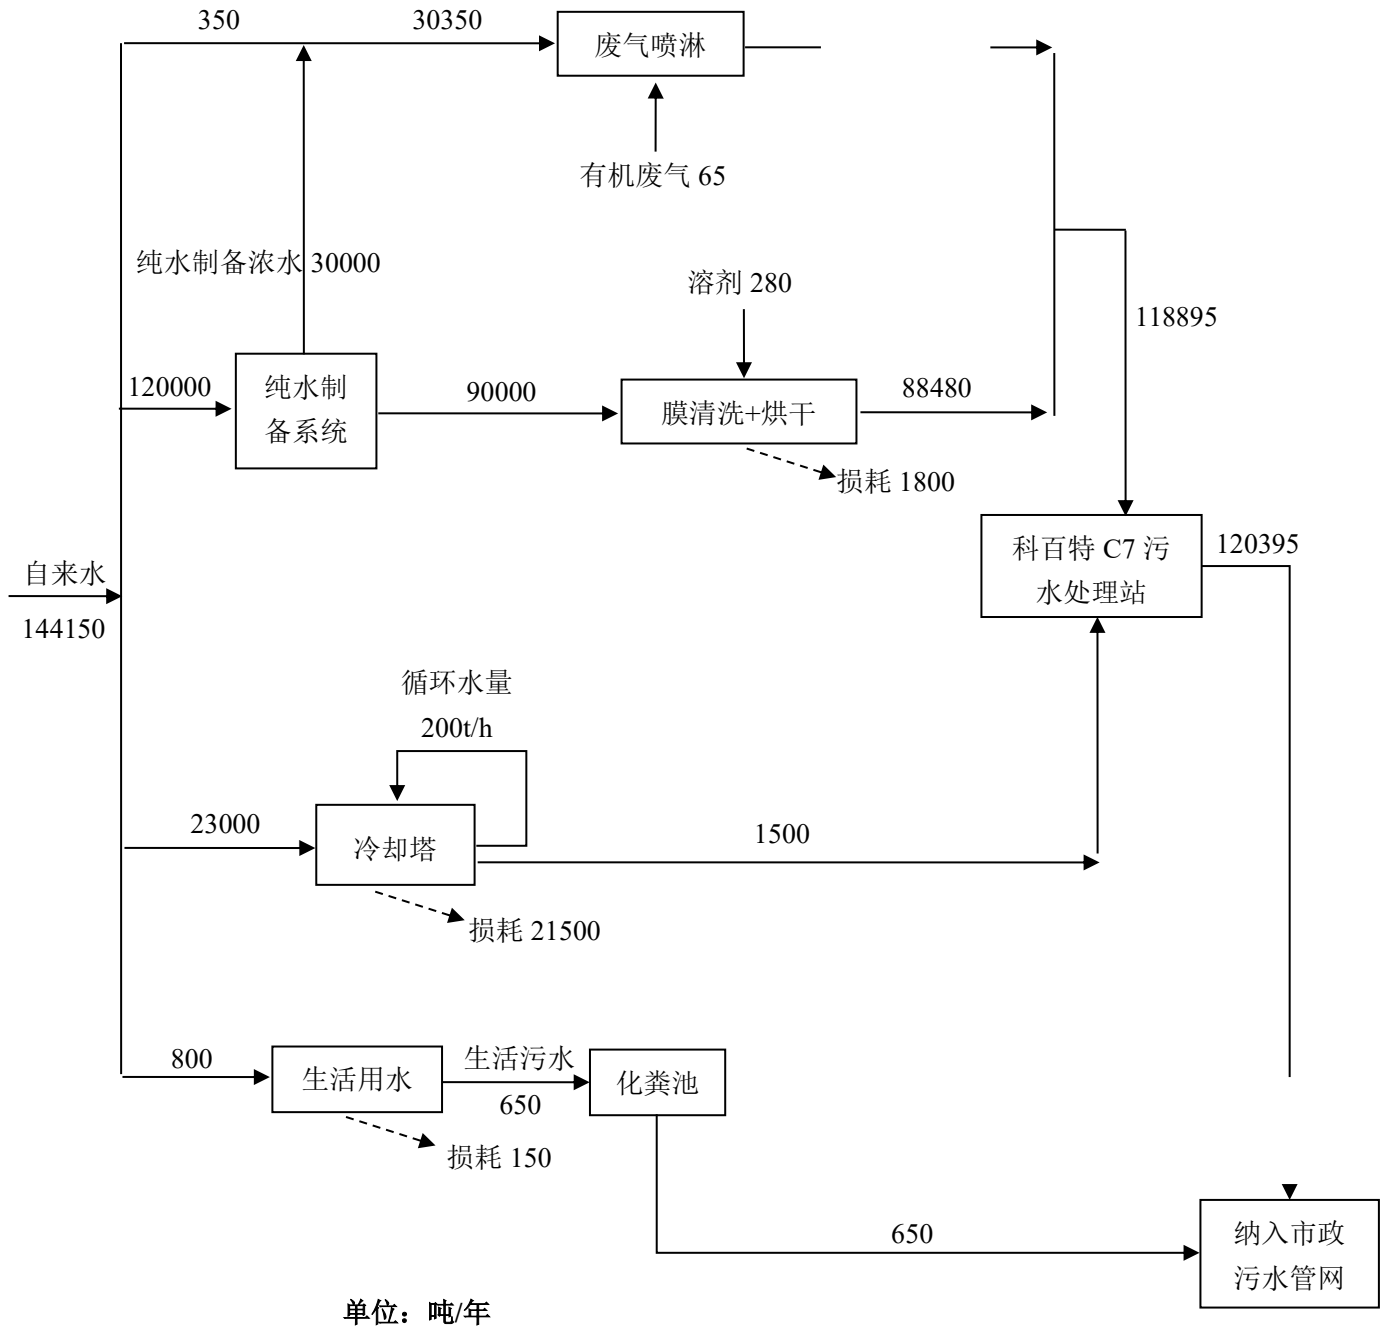 350
30350
废气喷淋
有机废气 65
纯水制备浓水 30000
溶剂 280
118895
120000
纯水制
备系统
90000
膜清洗+烘干
88480
损耗 1800
自来水
144150
科百特 C7 污
水处理站
120395
循环水量
200t/h
23000
冷却塔
1500
损耗 21500
800
生活用水
生活污水
650
化粪池
损耗 150
650
纳入市政
污水管网
单位：吨/年